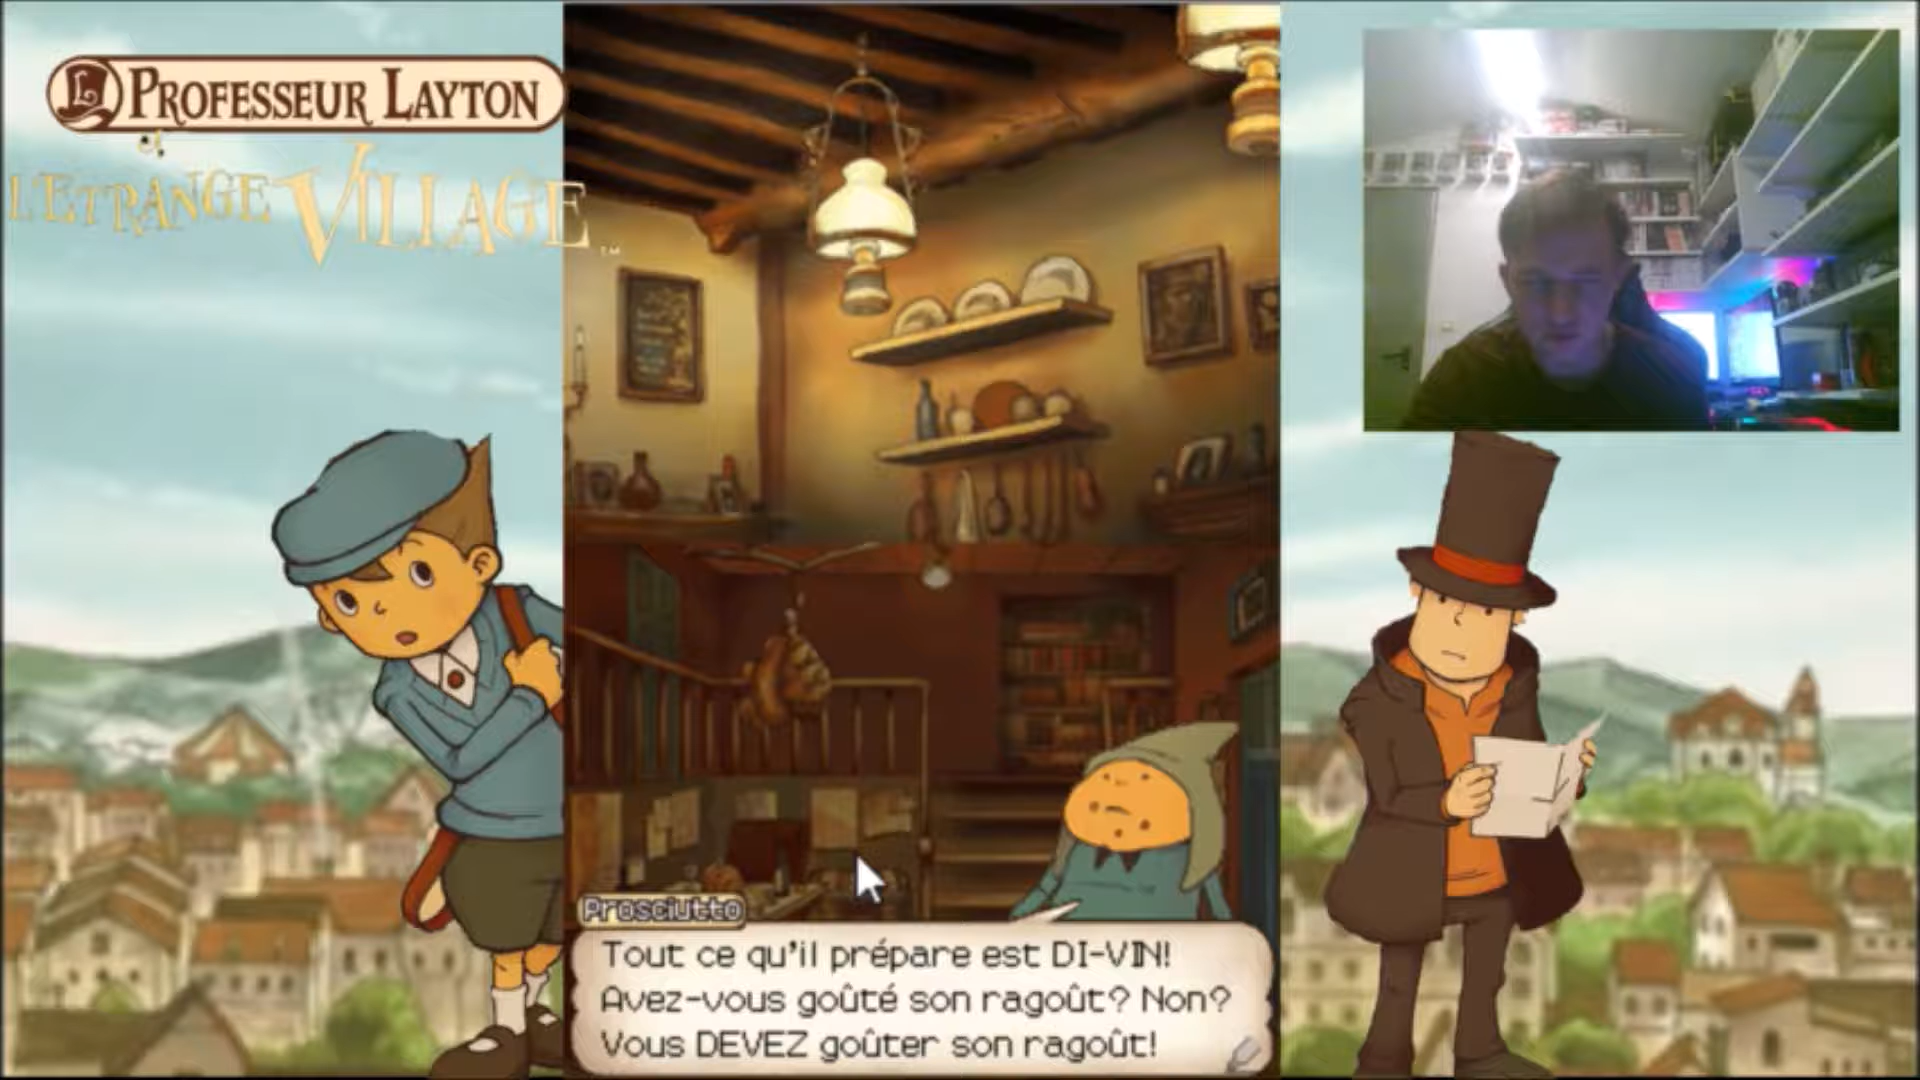 PROFESSEUR LAYTON
et
L'ETRANGE VILLAGE™
Prosciutto
Tout ce qu'il prépare est DI-VIN!
Avez-vous goûté son ragoût? Non?
Vous DEVEZ goûter son ragoût!